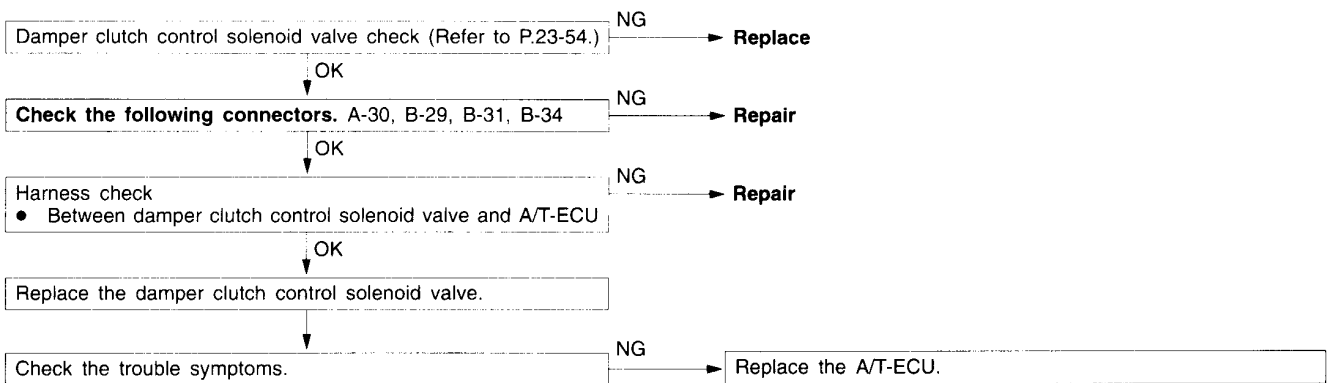 Damper clutch control solenoid valve check (Refer to P.23-54.)
NG
Replace
OK
Check the following connectors. A-30, B-29, B-31, B-34
NG
Repair
OK
Harness check
● Between damper clutch control solenoid valve and A/T-ECU
NG
Repair
OK
Replace the damper clutch control solenoid valve.
Check the trouble symptoms.
NG
Replace the A/T-ECU.